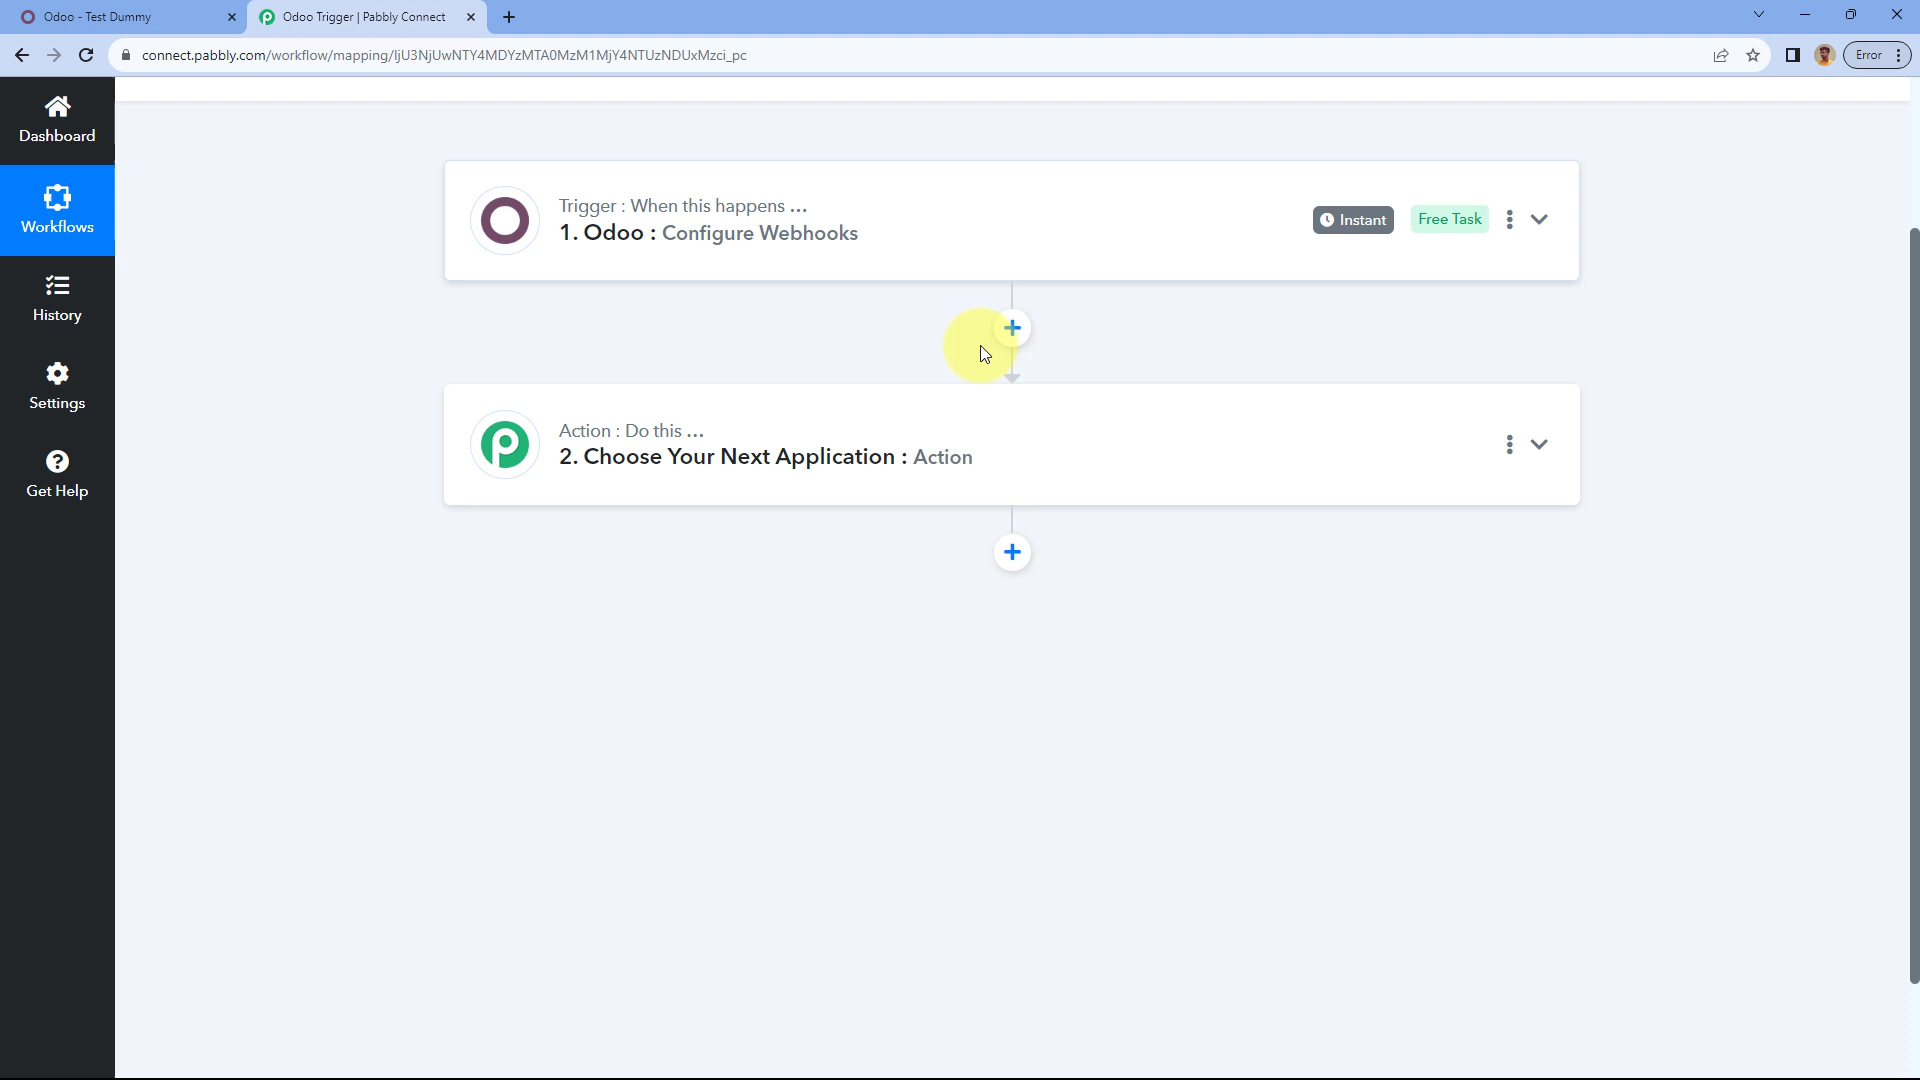 Odoo - Test Dummy
Odoo Trigger | Pabbly Connect
connect.pabbly.com/workflow/mapping/IjU3NjUwNTY4MDYzMTA0MzM1MjY4NTUzNDUxMzci_pc
Error
Dashboard
Workflows
History
Settings
Get Help
Trigger : When this happens ...
1. Odoo : Configure Webhooks
Instant
Free Task
Action : Do this ...
2. Choose Your Next Application : Action